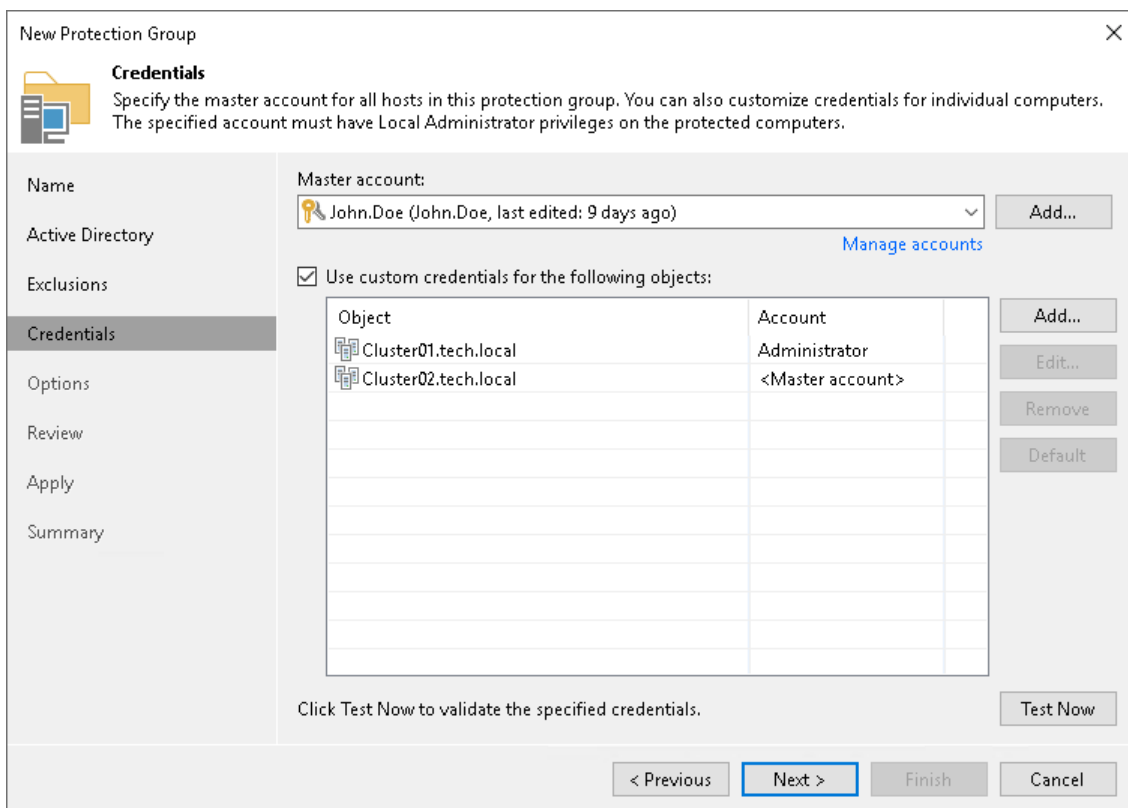 New Protection Group
Credentials
Specify the master account for all hosts in this protection group. You can also customize credentials for individual computers.
The specified account must have Local Administrator privileges on the protected computers.
Name
Active Directory
Exclusions
Credentials
Options
Review
Apply
Summary
Master account:
John.Doe (John.Doe, last edited: 9 days ago)
Add...
Manage accounts
Use custom credentials for the following objects:
Object Account
Cluster01.tech.local Administrator
Cluster02.tech.local <Master account>
Add...
Edit...
Remove
Default
Click Test Now to validate the specified credentials.
Test Now
< Previous
Next >
Finish
Cancel